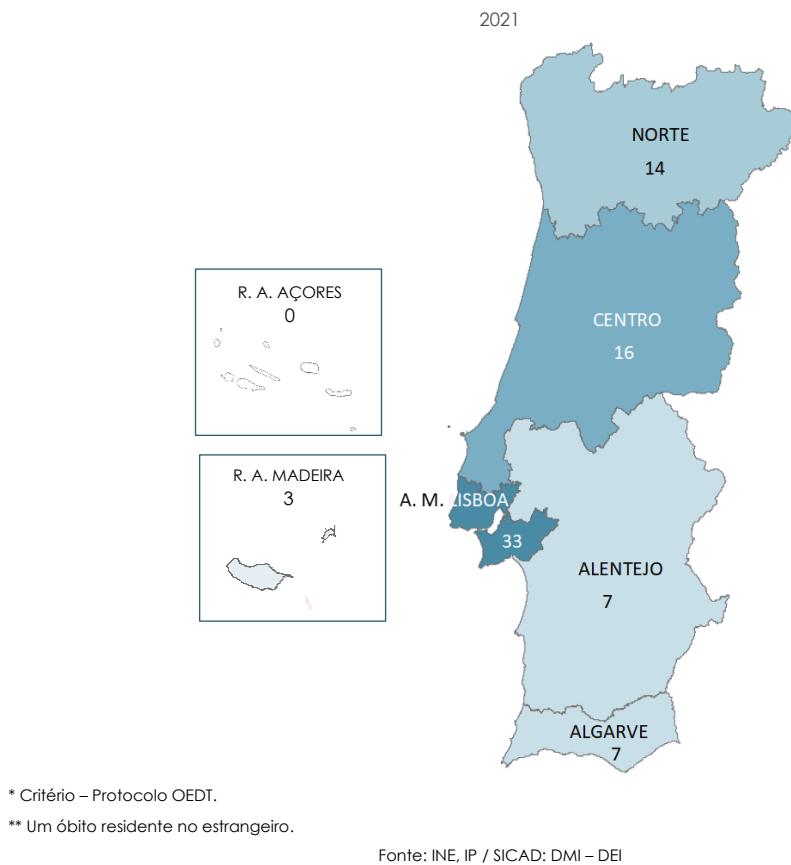 2021
NORTE
14
R. A. AÇORES
0
CENTRO
16
R. A. MADEIRA
3
A. M. LISBOA
33
ALENTEJO
7
ALGARVE
7
* Critério – Protocolo OEDT.
** Um óbito residente no estrangeiro.
Fonte: INE, IP / SICAD: DMI – DEI